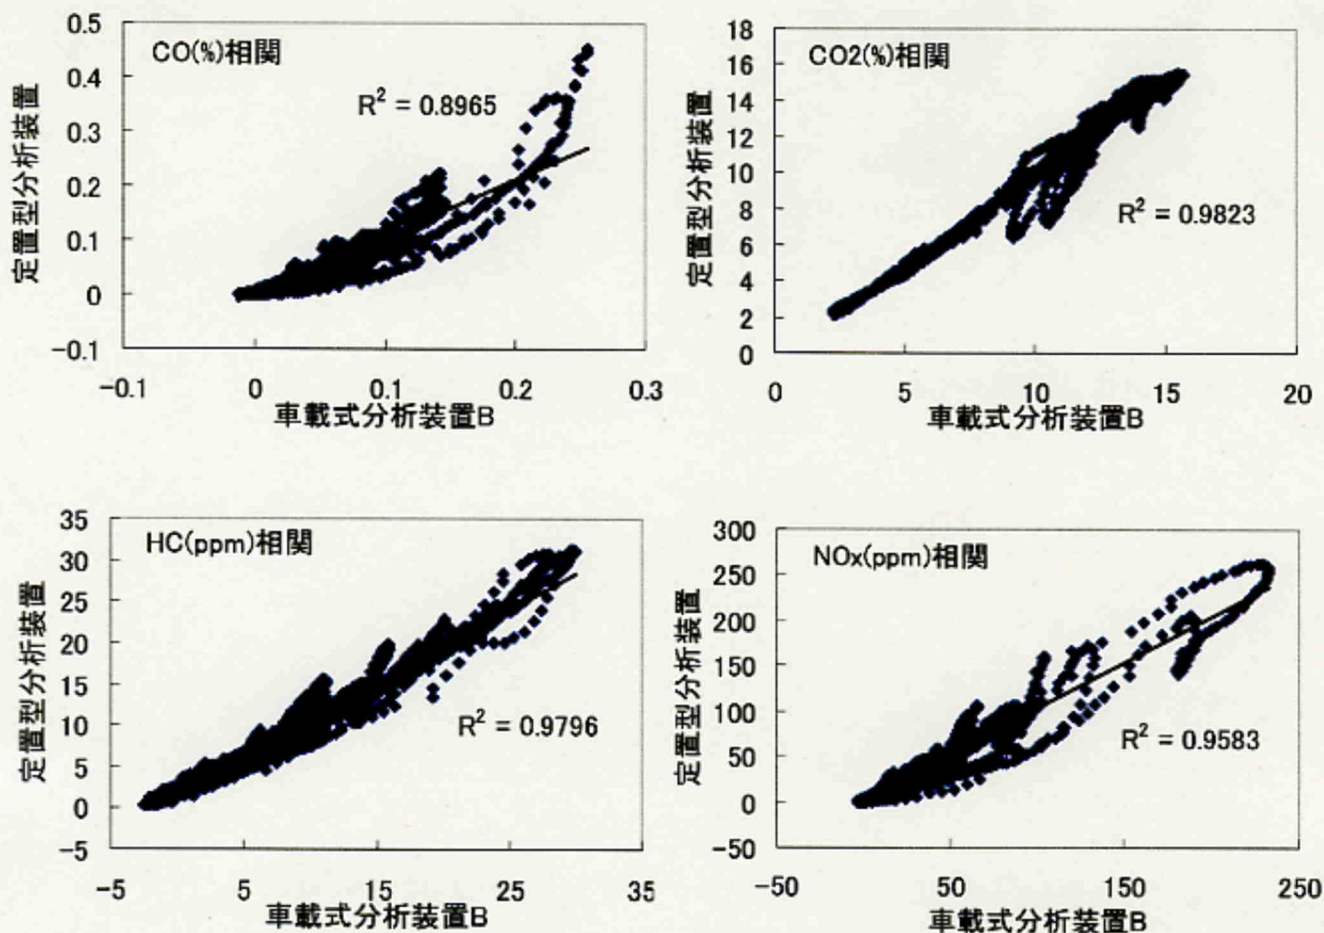 CO(%)相関
R² = 0.8965
定置型分析装置
0.5
0.4
0.3
0.2
0.1
0
-0.1
-0.1 0 0.1 0.2 0.3
車載式分析装置B
CO2(%)相関
R² = 0.9823
定置型分析装置
18
16
14
12
10
8
6
4
2
0
0 5 10 15 20
車載式分析装置B
HC(ppm)相関
R² = 0.9796
定置型分析装置
35
30
25
20
15
10
5
0
-5
-5 5 15 25 35
車載式分析装置B
NOx(ppm)相関
R² = 0.9583
定置型分析装置
300
250
200
150
100
50
0
-50
-50 50 150 250
車載式分析装置B